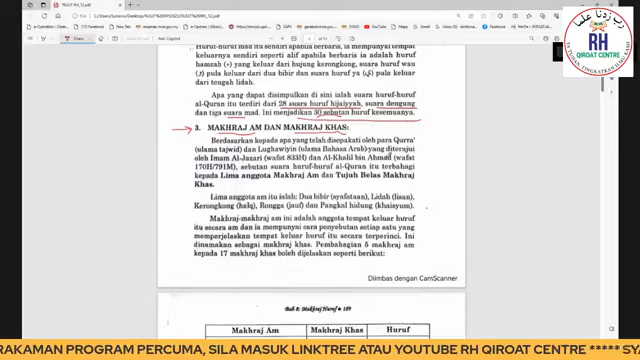 TRUST RH_12.pdf
RH
QIROAT CENTRE
Huruf-huruf mad itu sendiri apabila berbaris, ia mempunyai tempat
keluarnya sendiri seperti alif apabila berbaris ia adalah huruf
hamzah (ء) yang keluar dari hujung kerongkong, suara huruf wau
(و) pula keluar dari dua bibir dan suara huruf ya (ي) pula keluar
dari tengah lidah.
Apa yang dapat disimpulkan di sini ialah suara huruf-huruf
al-Quran itu terdiri dari 28 suara huruf hijaiyyah, suara dengung
dan tiga suara mad. Ini menjadikan 30 sebutan huruf kesemuanya.
3. MAKHRAJ AM DAN MAKHRAJ KHAS:
Berdasarkan kepada apa yang telah disepakati oleh para Qurra'
(ulama tajwid) dan Lughawiyin (ulama Bahasa Arab) yang diterajui
oleh Imam Al-Jazari (wafat 833H) dan Al-Khalil bin Ahmad (wafat
170H/791M), sebutan suara huruf-huruf al-Quran itu terbahagi
kepada Lima anggota Makhraj Am dan Tujuh Belas Makhraj
Khas.
Lima anggota am itu ialah: Dua bibir (syafataan), Lidah (lisan),
Kerongkong (halq), Rongga (jauf) dan Pangkal hidung (khaisyum).
Makhraj-makhraj am ini adalah anggota tempat keluar huruf
itu secara am dan ia mempunyai cara penyebutan setiap satu yang
memperjelaskan tempat keluar huruf itu secara terperinci. Ini
dinamakan sebagai makhraj khas. Pembahagian 5 makhraj am
kepada 17 makhraj khas boleh dijelaskan seperti berikut:
Diimbas dengan CamScanner
Bab 8: Makhraj Huruf • 189
Makhraj Am Makhraj Khas Huruf
RAKAMAN PROGRAM PERCUMA, SILA MASUK LINKTREE ATAU YOUTUBE RH QIROAT CENTRE ***** SY